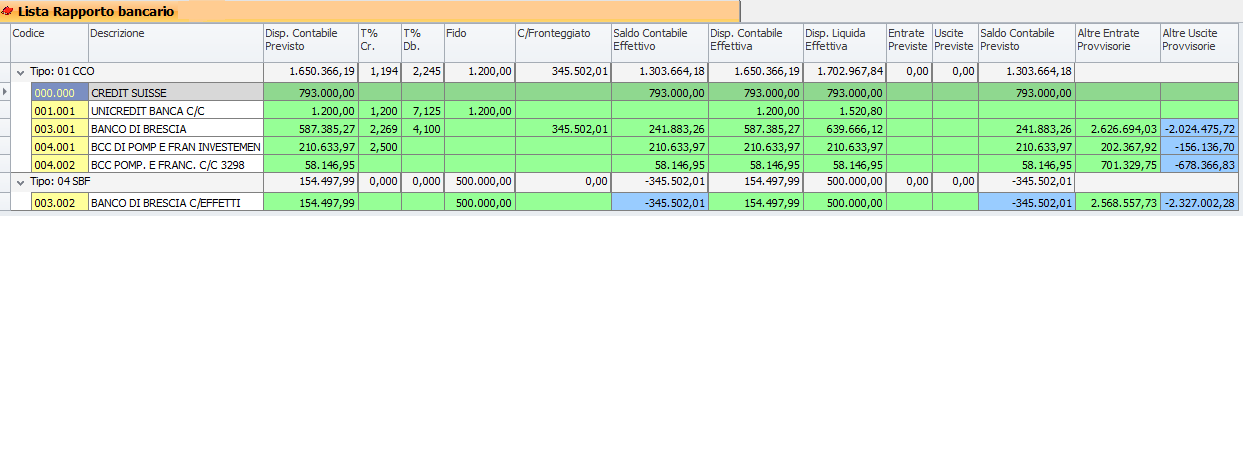 Lista Rapporto bancario
Codice Descrizione Disp. Contabile Previsto T% Cr. T% Db. Fido C/Fronteggiato Saldo Contabile Effettivo Disp. Contabile Effettiva Disp. Liquida Effettiva Entrate Previste Uscite Previste Saldo Contabile Previsto Altre Entrate Provvisorie Altre Uscite Provvisorie
Tipo: 01 CCO 1.650.366,19 1,194 2,245 1.200,00 345.502,01 1.303.664,18 1.650.366,19 1.702.967,84 0,00 0,00 1.303.664,18
000.000 CREDIT SUISSE 793.000,00 793.000,00 793.000,00 793.000,00 793.000,00
001.001 UNICREDIT BANCA C/C 1.200,00 1,200 7,125 1.200,00 1.200,00 1.520,80
003.001 BANCO DI BRESCIA 587.385,27 2,269 4,100 345.502,01 241.883,26 587.385,27 639.666,12 241.883,26 2.626.694,03 -2.024.475,72
004.001 BCC DI POMP E FRAN INVESTEMEN 210.633,97 2,500 210.633,97 210.633,97 210.633,97 210.633,97 202.367,92 -156.136,70
004.002 BCC POMP. E FRANC. C/C 3298 58.146,95 58.146,95 58.146,95 58.146,95 58.146,95 701.329,75 -678.366,83
Tipo: 04 SBF 154.497,99 0,000 0,000 500.000,00 0,00 -345.502,01 154.497,99 500.000,00 0,00 0,00 -345.502,01
003.002 BANCO DI BRESCIA C/EFFETTI 154.497,99 500.000,00 -345.502,01 154.497,99 500.000,00 -345.502,01 2.568.557,73 -2.327.002,28